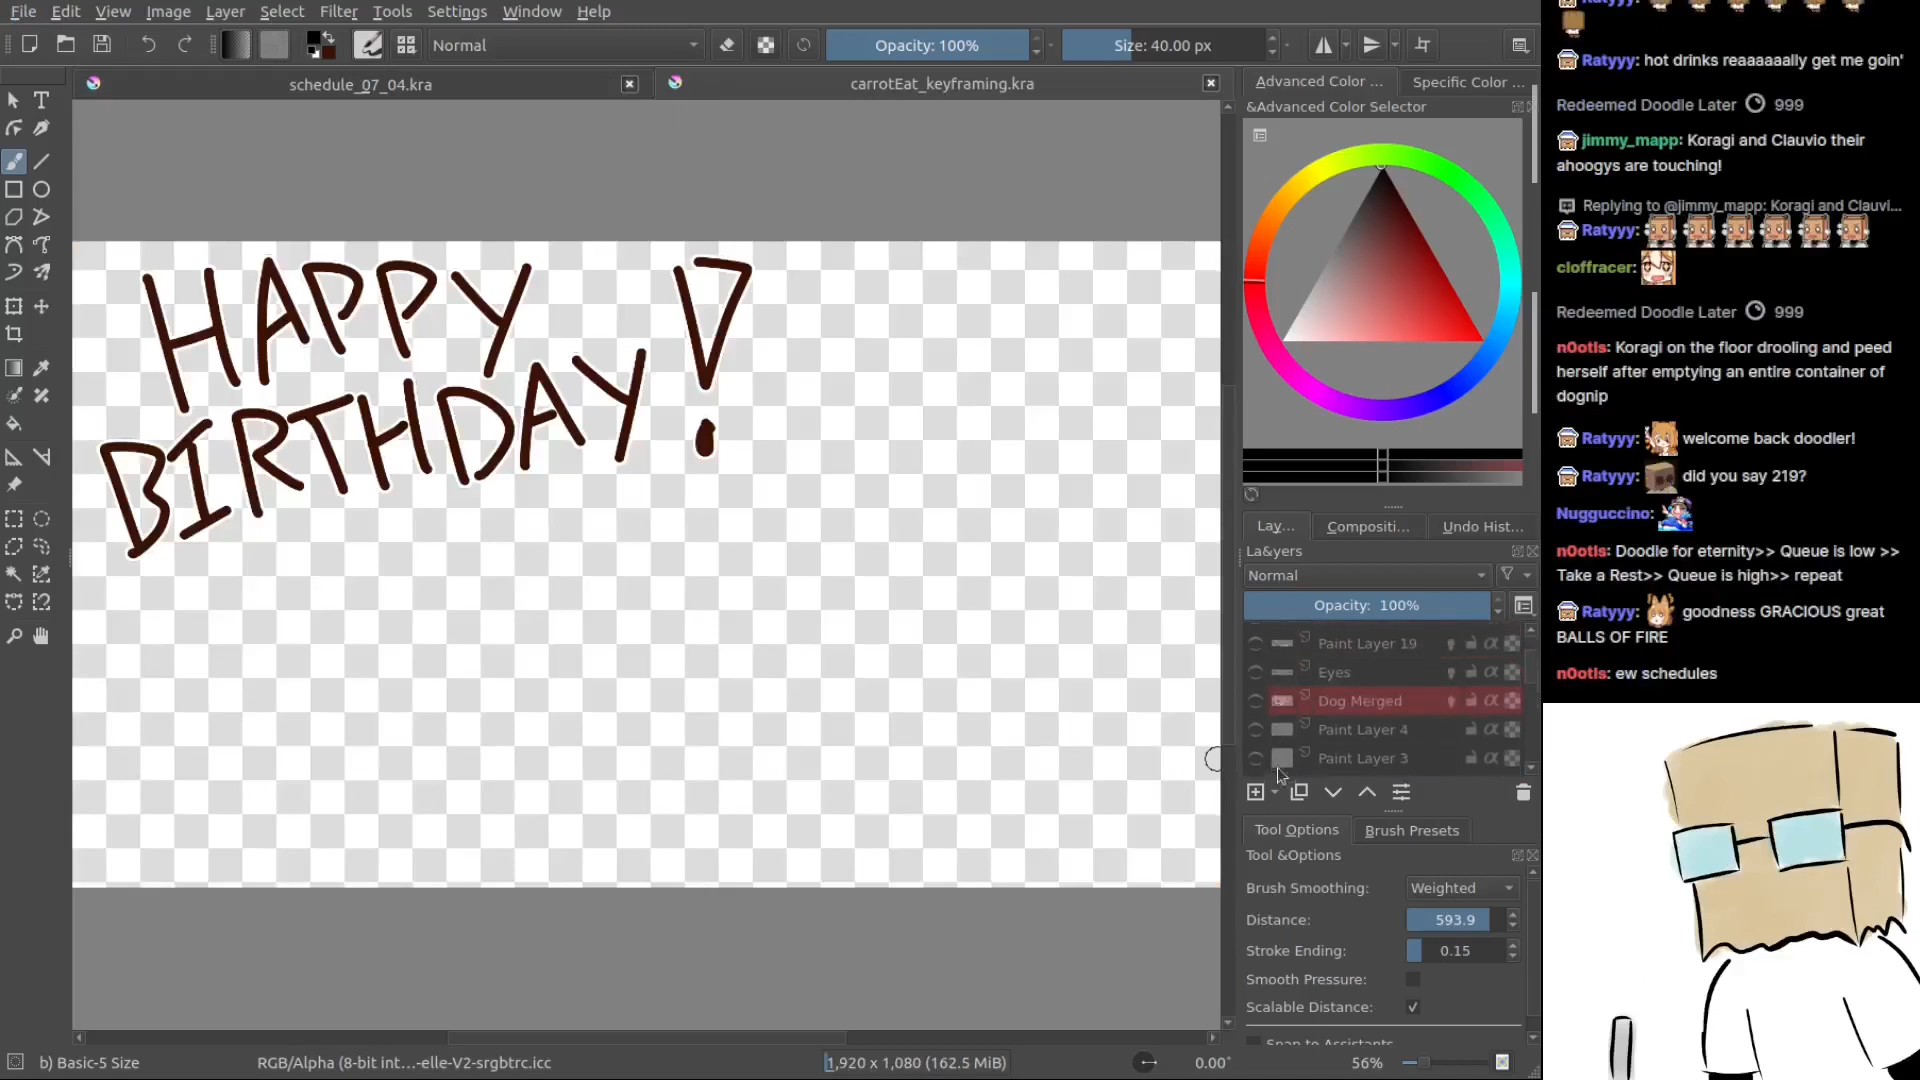 File Edit View Image Layer Select Filter Tools Settings Window Help
Normal
Opacity: 100%
Size: 40.00 px
schedule_07_04.kra
carrotEat_keyframing.kra
HAPPY
BIRTHDAY!
b) Basic-5 Size
RGB/Alpha (8-bit int...-elle-V2-srgbtrc.icc
1,920 x 1,080 (162.5 MiB)
0.00°
56%
Advanced Color ...
Specific Color ...
&Advanced Color Selector
Lay...
Compositi...
Undo Hist...
La&yers
Normal
Opacity: 100%
Paint Layer 19
Eyes
Dog Merged
Paint Layer 4
Paint Layer 3
Tool Options
Brush Presets
Tool &Options
Brush Smoothing: Weighted
Distance: 593.9
Stroke Ending: 0.15
Smooth Pressure:
Scalable Distance:
Snap to Assistants
Ratyyy:
Ratyyy: hot drinks reaaaaaally get me goin'
Redeemed Doodle Later 999
jimmy_mapp: Koragi and Clauvio their
ahoogys are touching!
Replying to @jimmy_mapp: Koragi and Clauvi...
Ratyyy:
cloffracer:
Redeemed Doodle Later 999
n0otls: Koragi on the floor drooling and peed
herself after emptying an entire container of
dognip
Ratyyy: welcome back doodler!
Ratyyy: did you say 219?
Nugguccino:
n0otls: Doodle for eternity>> Queue is low >>
Take a Rest>> Queue is high>> repeat
Ratyyy: goodness GRACIOUS great
BALLS OF FIRE
n0otls: ew schedules